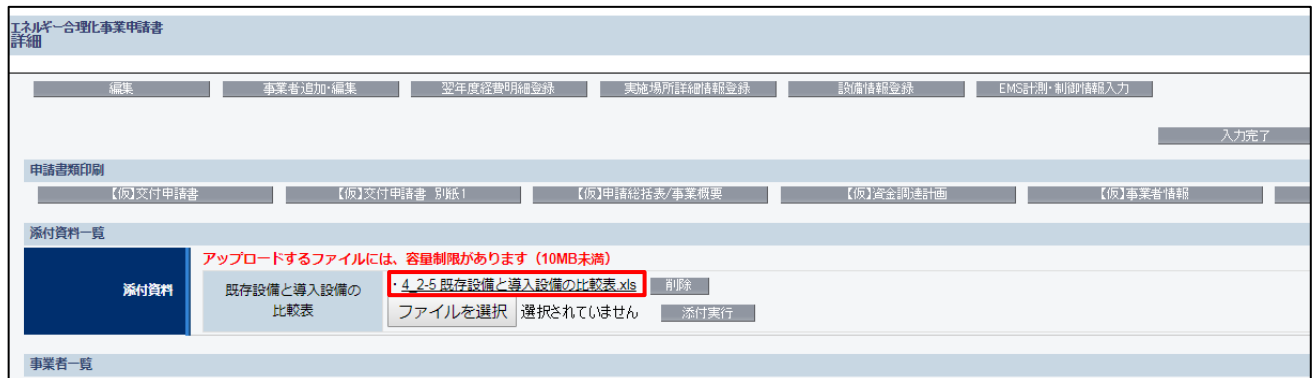 エネルギー合理化事業申請書
詳細
編集 事業者追加・編集 翌年度経費明細登録 実施場所詳細情報登録 設備情報登録 EMS計測・制御情報入力
入力完了
申請書類印刷
【仮】交付申請書 【仮】交付申請書 別紙1 【仮】申請総括表/事業概要 【仮】資金調達計画 【仮】事業者情報
添付資料一覧
アップロードするファイルには、容量制限があります（10MB未満）
添付資料 既存設備と導入設備の ・4_2-5 既存設備と導入設備の比較表.xls 削除
比較表 ファイルを選択 選択されていません 添付実行
事業者一覧